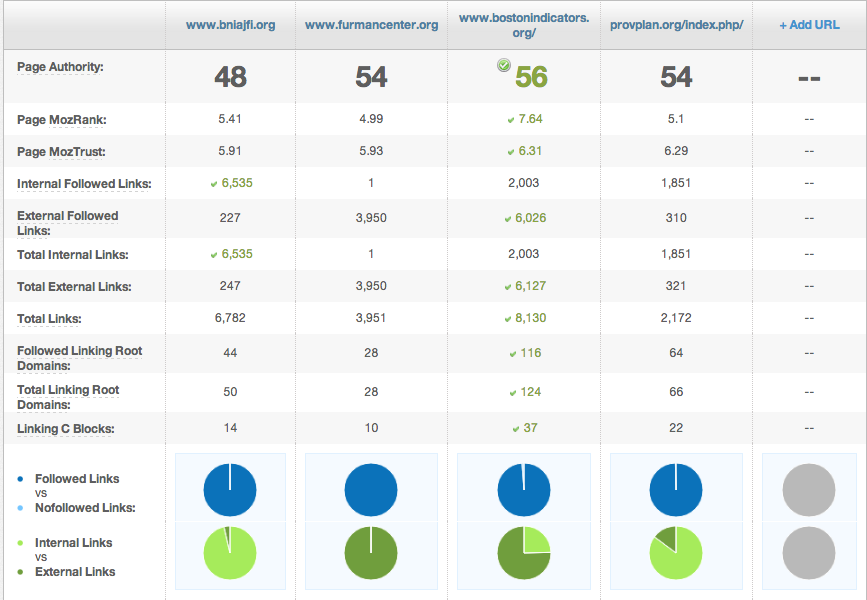 www.bniajfi.org www.furmancenter.org www.bostonindicators.org/ provplan.org/index.php/ + Add URL
Page Authority: 48 54 56 54 --
Page MozRank: 5.41 4.99 7.64 5.1 --
Page MozTrust: 5.91 5.93 6.31 6.29 --
Internal Followed Links: 6,535 1 2,003 1,851 --
External Followed Links: 227 3,950 6,026 310 --
Total Internal Links: 6,535 1 2,003 1,851 --
Total External Links: 247 3,950 6,127 321 --
Total Links: 6,782 3,951 8,130 2,172 --
Followed Linking Root Domains: 44 28 116 64 --
Total Linking Root Domains: 50 28 124 66 --
Linking C Blocks: 14 10 37 22 --
Followed Links
vs
Nofollowed Links:
Internal Links
vs
External Links